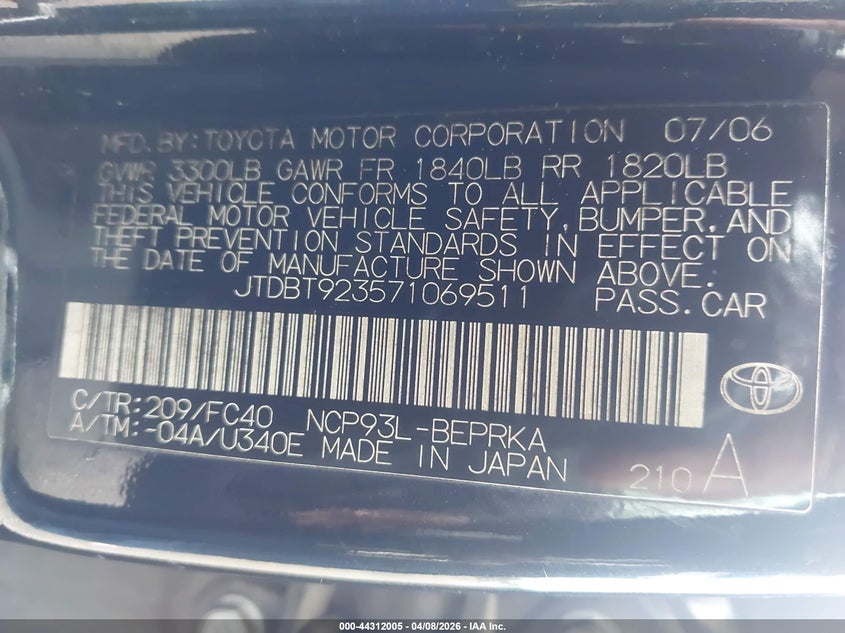 MFD.BY:TOYOTA MOTOR CORPORATION 07/06
GVWR 3300LB GAWR FR 1840LB RR 1820LB
THIS VEHICLE CONFORMS TO ALL APPLICABLE
FEDERAL MOTOR VEHICLE SAFETY,BUMPER,AND
THEFT PREVENTION STANDARDS IN EFFECT ON
THE DATE OF MANUFACTURE SHOWN ABOVE.
JTDBT923571069511 PASS.CAR
C/TR:209/FC40 NCP93L-BEPRKA
A/TM:-04A/U340E MADE IN JAPAN 210 A
000-44312005 - 04/08/2026 - IAA Inc.